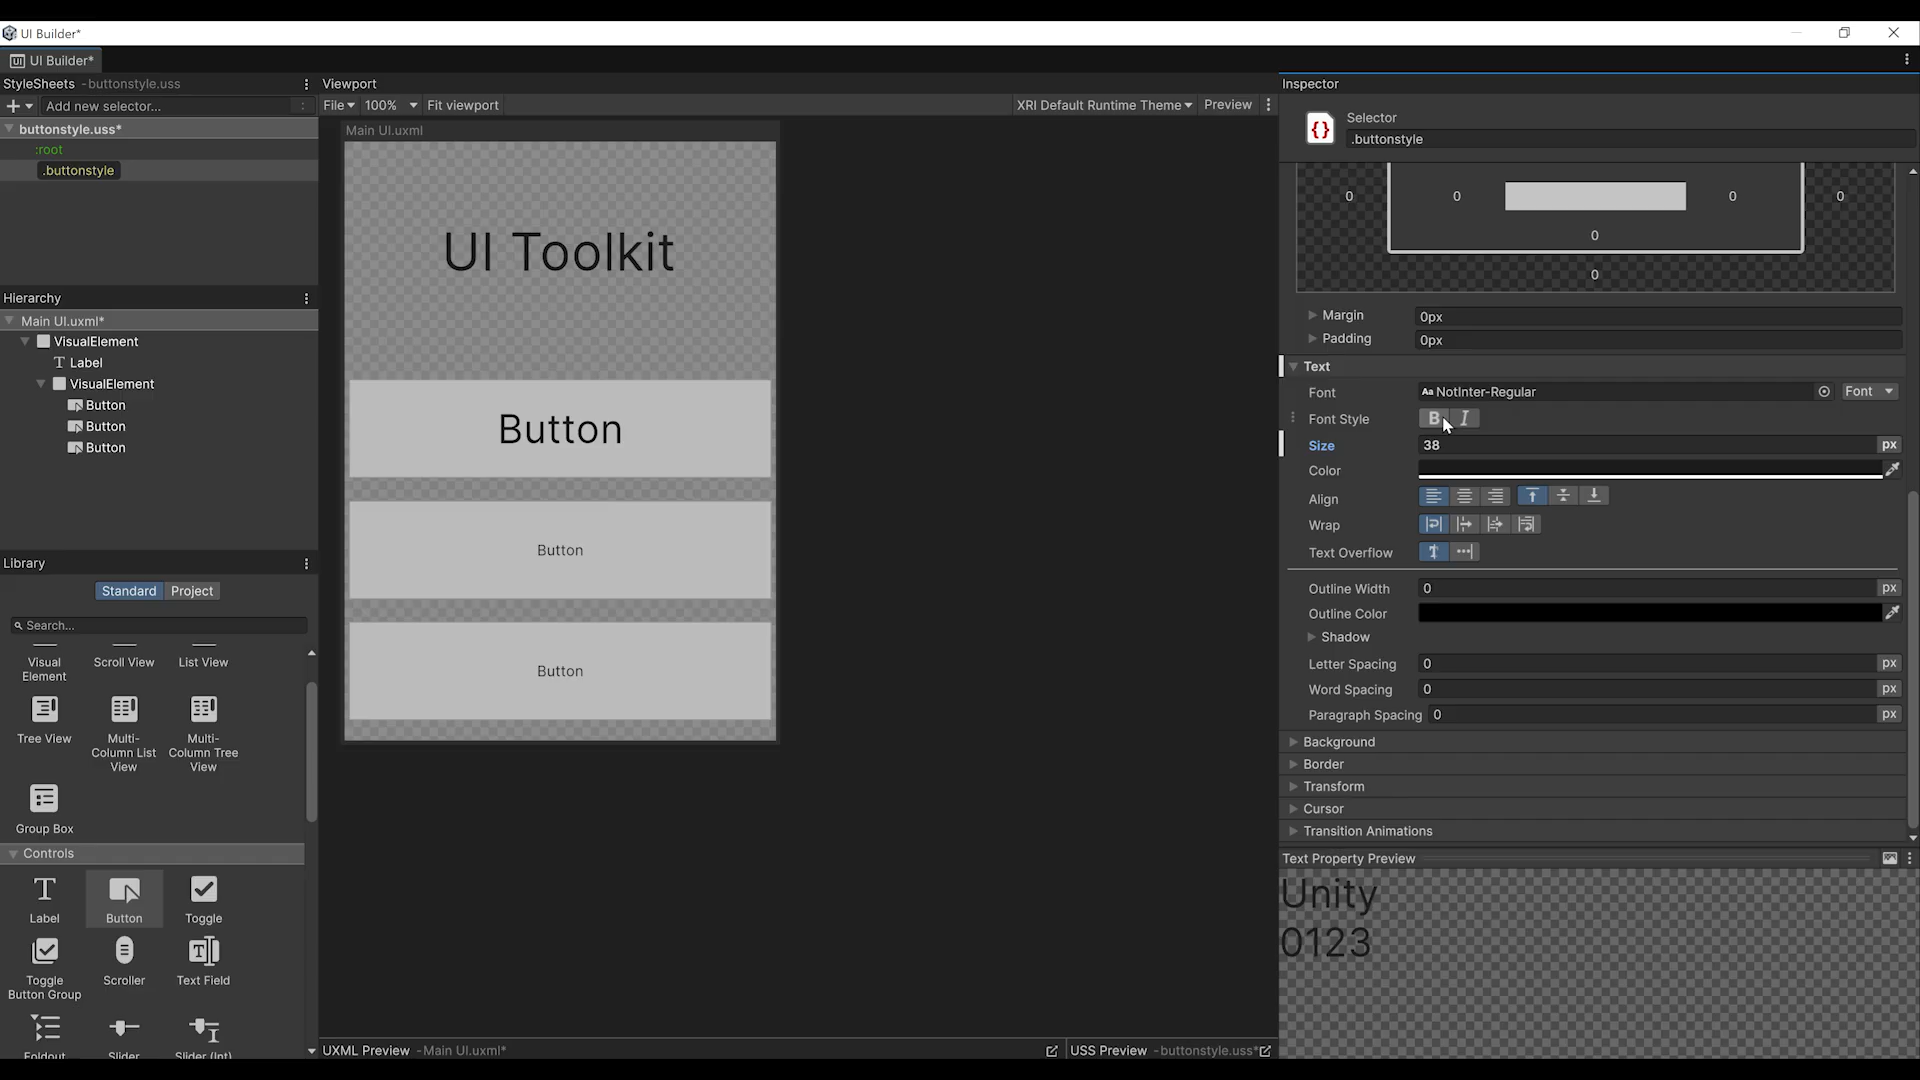 UI Builder*
UI Builder*
StyleSheets - buttonstyle.uss
Add new selector...
buttonstyle.uss*
:root
.buttonstyle
Hierarchy
Main UI.uxml*
VisualElement
Label
VisualElement
Button
Button
Button
Library
Standard Project
Search...
Visual Element
Scroll View
List View
Tree View
Multi-Column List View
Multi-Column Tree View
Group Box
Controls
Label
Button
Toggle
Toggle Button Group
Scroller
Text Field
Foldout
Slider
Slider (Int)
Viewport
File 100% Fit viewport
XRI Default Runtime Theme Preview
Main UI.uxml
UI Toolkit
Button
Button
Button
UXML Preview - Main UI.uxml*
USS Preview - buttonstyle.uss*
Inspector
Selector
.buttonstyle
0 0 0 0
0
0
Margin 0px
Padding 0px
Text
Font Aa NotInter-Regular Font
Font Style B I
Size 38 px
Color
Align
Wrap
Text Overflow
Outline Width 0 px
Outline Color
Shadow
Letter Spacing 0 px
Word Spacing 0 px
Paragraph Spacing 0 px
Background
Border
Transform
Cursor
Transition Animations
Text Property Preview
Unity
0123